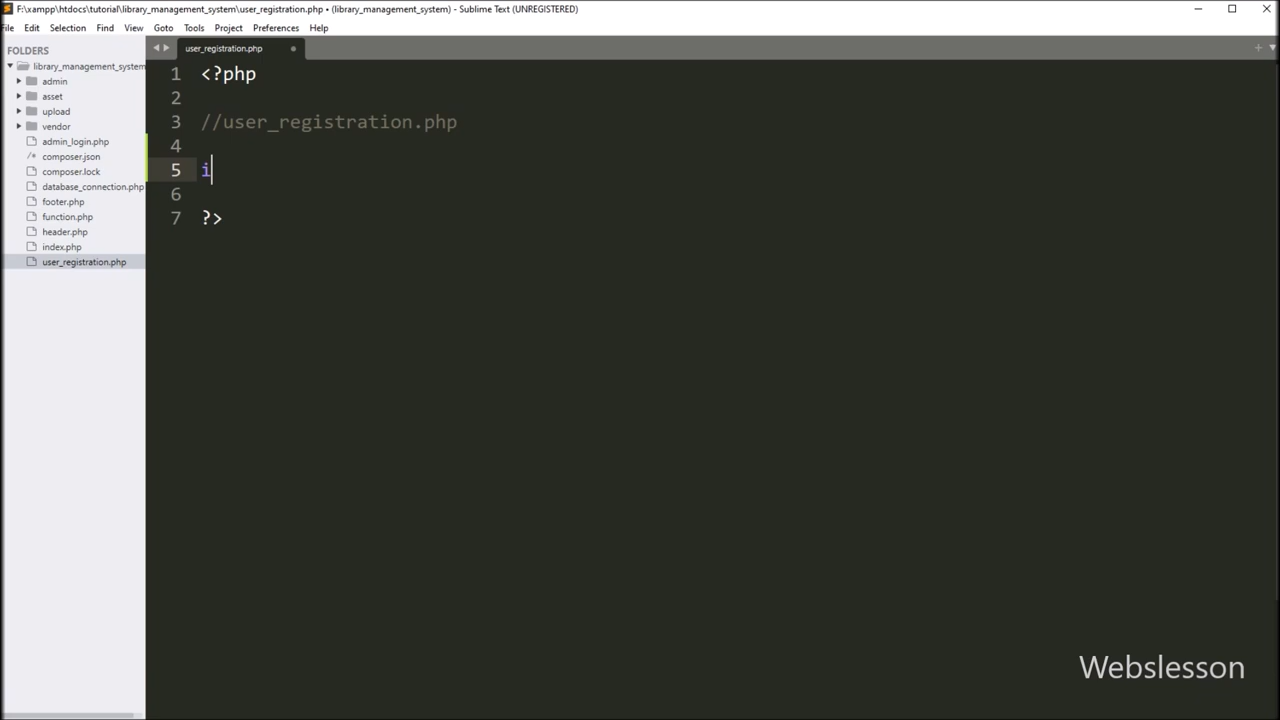 F:\xampp\htdocs\tutorial\library_management_system\user_registration.php • (library_management_system) - Sublime Text (UNREGISTERED)
File Edit Selection Find View Goto Tools Project Preferences Help
FOLDERS
library_management_system
admin
asset
upload
vendor
admin_login.php
composer.json
composer.lock
database_connection.php
footer.php
function.php
header.php
index.php
user_registration.php
user_registration.php
1 <?php
2
3 //user_registration.php
4
5 i
6
7 ?>
Webslesson